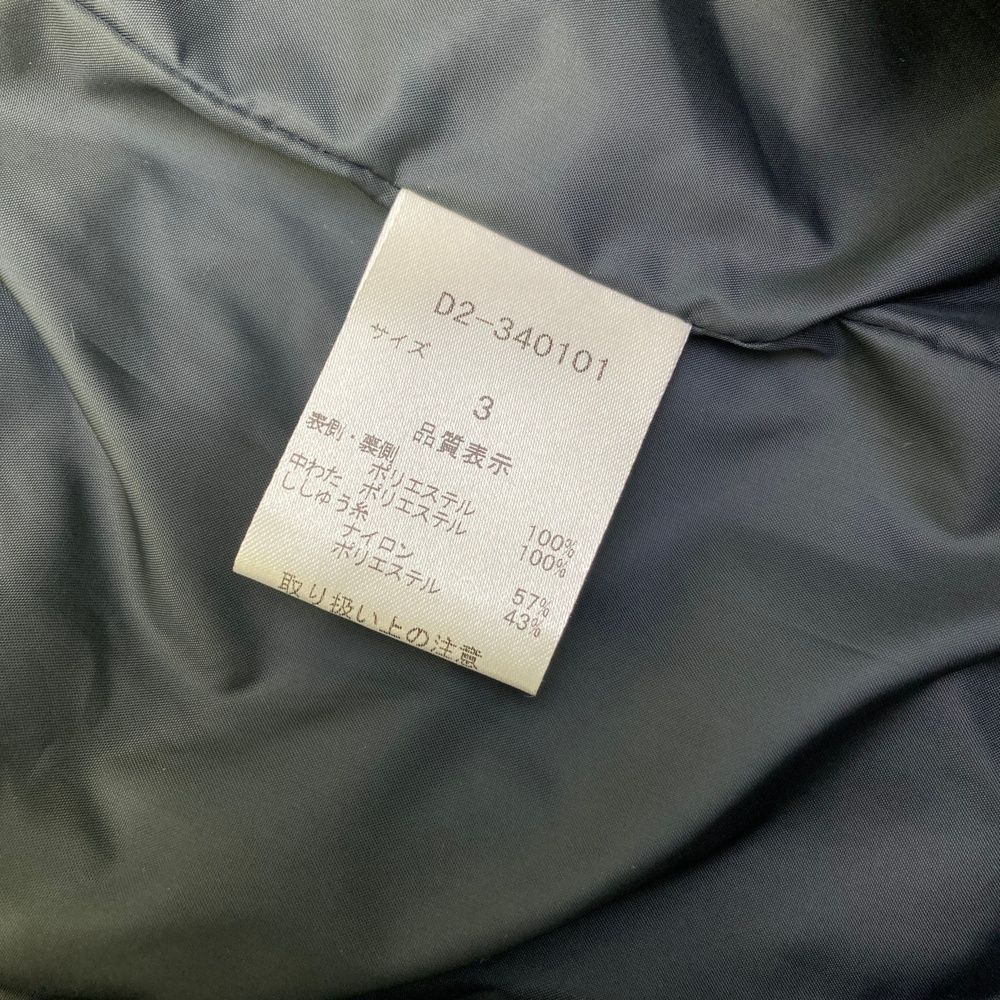 D2-340101
サイズ
3
品質表示
表側・裏側
ポリエステル 100%
中わた ポリエステル 100%
ししゅう糸
ナイロン 57%
ポリエステル 43%
取り扱い上の注意